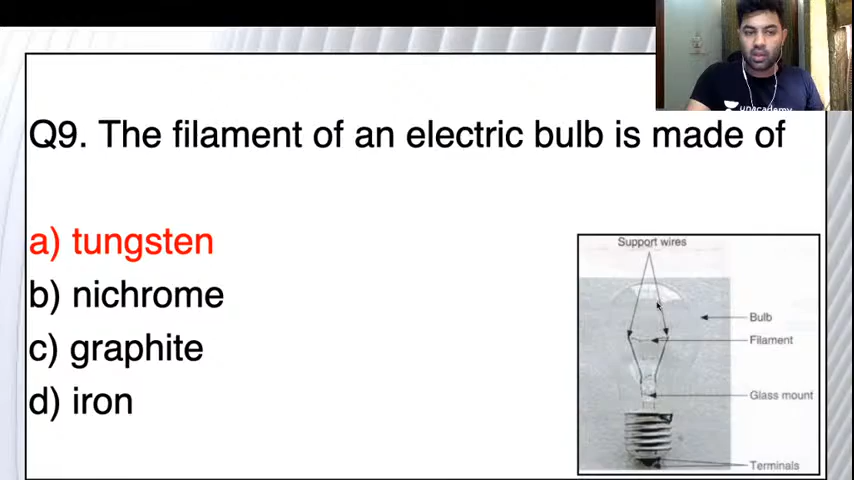 unacademy
Q9. The filament of an electric bulb is made of
a) tungsten
b) nichrome
c) graphite
d) iron
Support wires
Bulb
Filament
Glass mount
Terminals